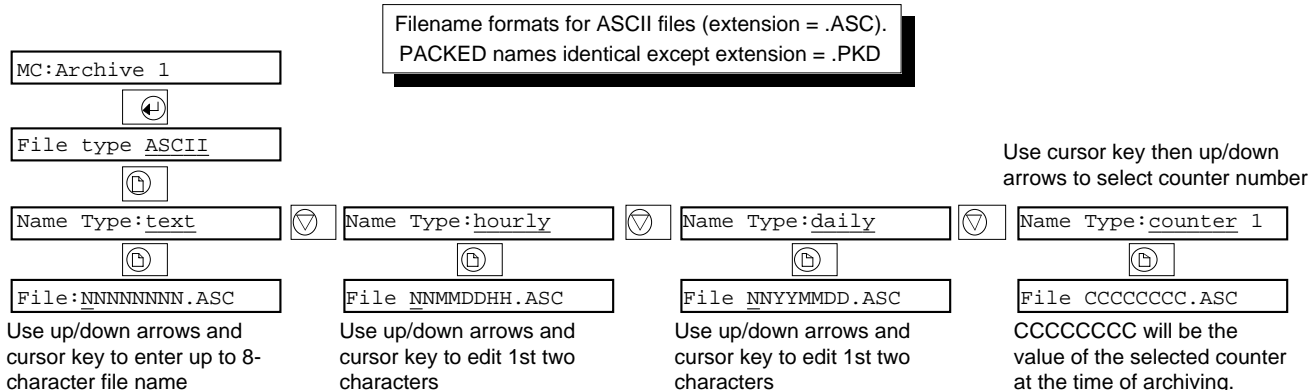 Filename formats for ASCII files (extension = .ASC).
PACKED names identical except extension = .PKD
MC:Archive 1
File type ASCII
Use cursor key then up/down
arrows to select counter number
Name Type:text
Name Type:hourly
Name Type:daily
Name Type:counter 1
File:NNNNNNNN.ASC
File NNMMDDHH.ASC
File NNYYMMDD.ASC
File CCCCCCCC.ASC
Use up/down arrows and
cursor key to enter up to 8-
character file name
Use up/down arrows and
cursor key to edit 1st two
characters
Use up/down arrows and
cursor key to edit 1st two
characters
CCCCCCCC will be the
value of the selected counter
at the time of archiving.